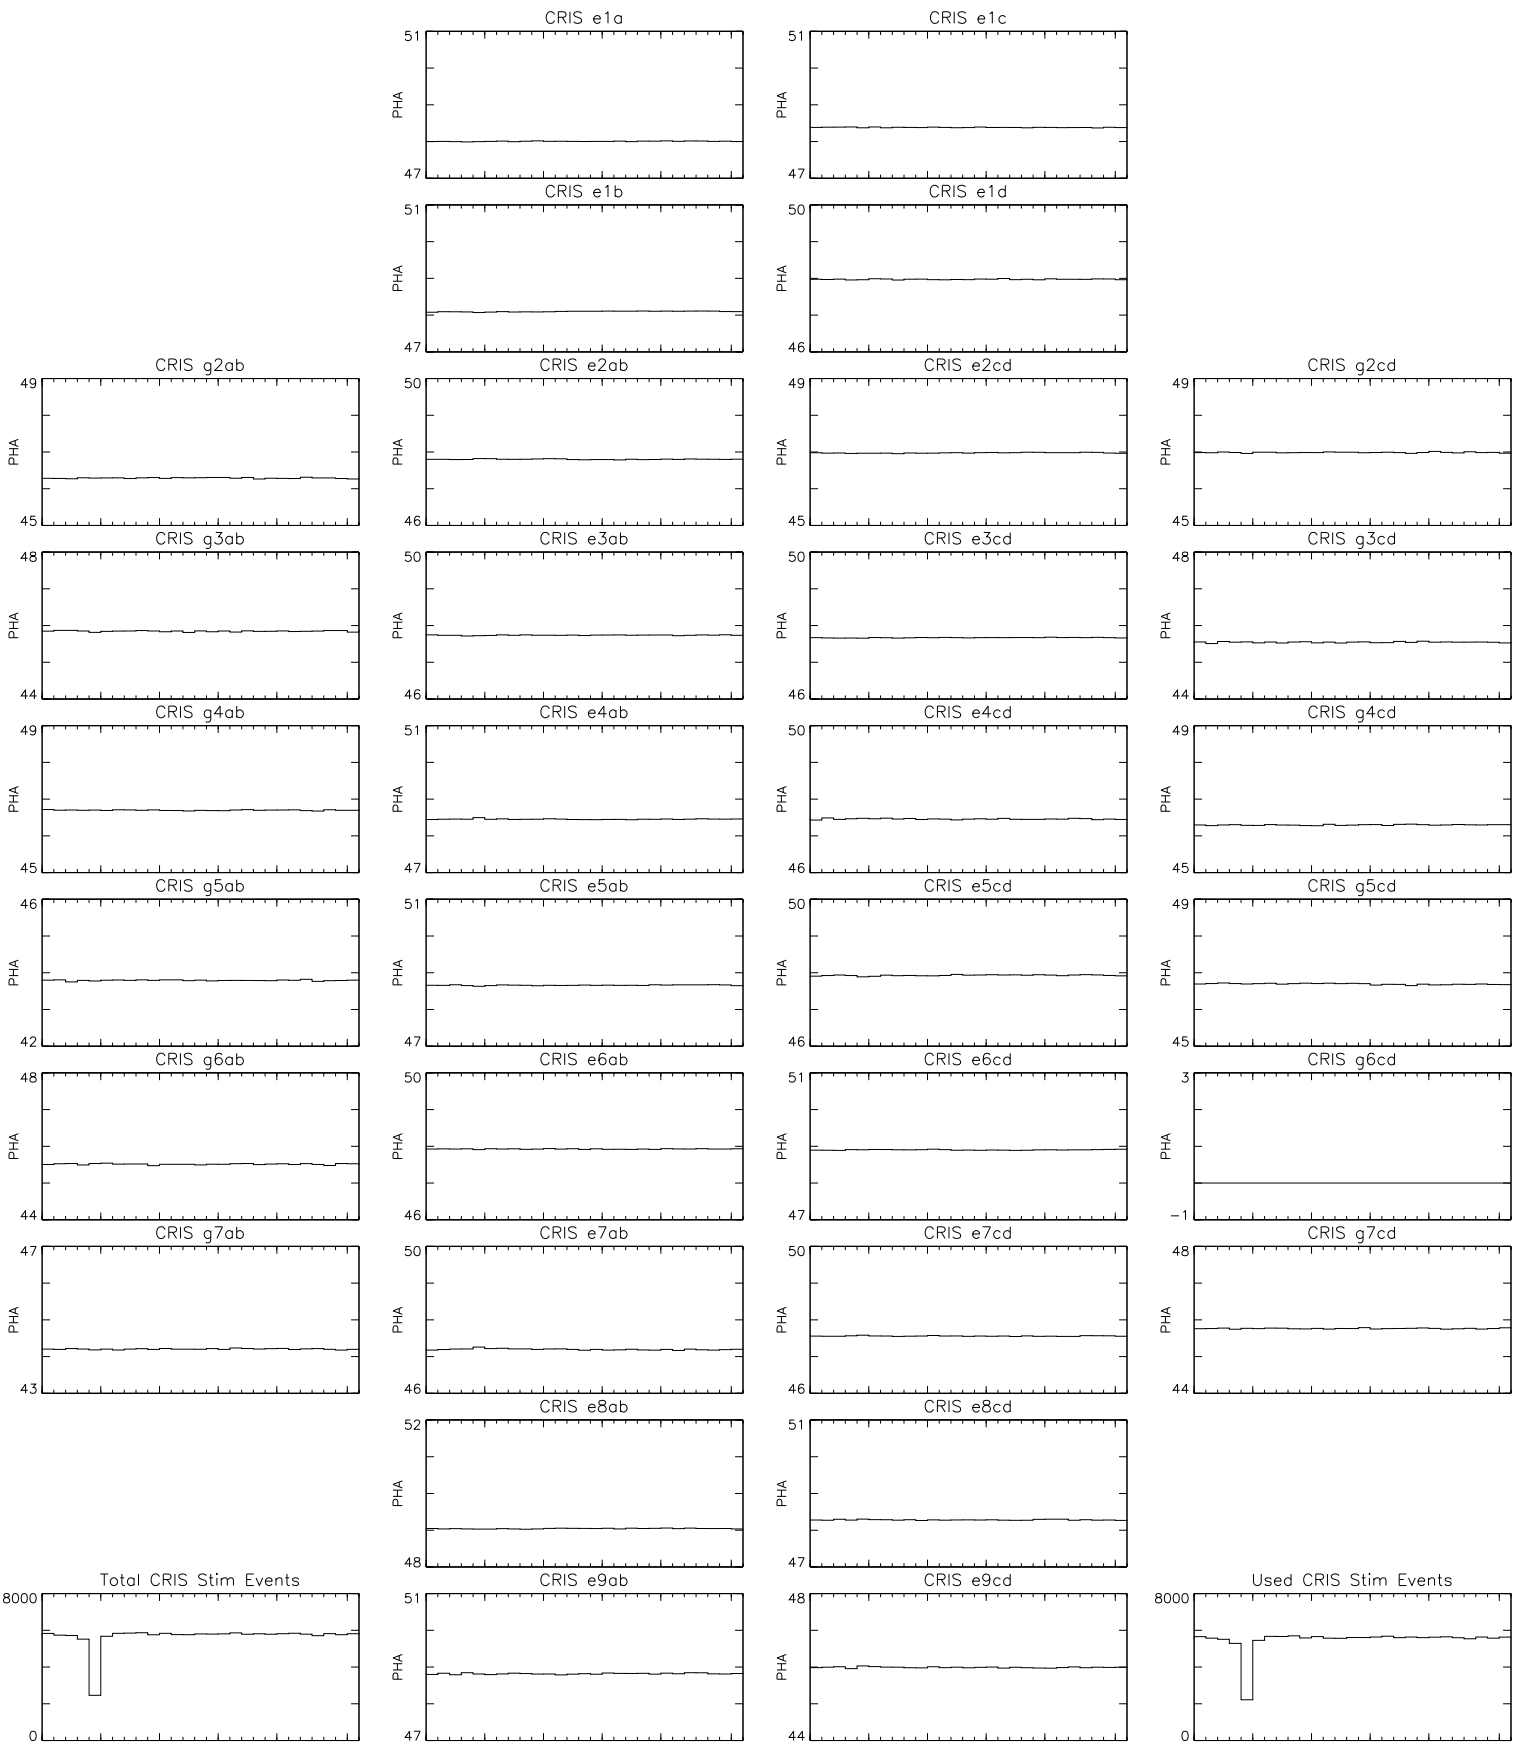 CRIS e1a
CRIS e1c
51
PHA
47
51
PHA
47
CRIS e1b
CRIS e1d
51
PHA
47
50
PHA
46
CRIS g2ab
CRIS e2ab
CRIS e2cd
CRIS g2cd
49
PHA
45
50
PHA
46
49
PHA
45
49
PHA
45
CRIS g3ab
CRIS e3ab
CRIS e3cd
CRIS g3cd
48
PHA
44
50
PHA
46
50
PHA
46
48
PHA
44
CRIS g4ab
CRIS e4ab
CRIS e4cd
CRIS g4cd
49
PHA
45
51
PHA
47
50
PHA
46
49
PHA
45
CRIS g5ab
CRIS e5ab
CRIS e5cd
CRIS g5cd
46
PHA
42
51
PHA
47
50
PHA
46
49
PHA
45
CRIS g6ab
CRIS e6ab
CRIS e6cd
CRIS g6cd
48
PHA
44
50
PHA
46
51
PHA
47
3
PHA
-1
CRIS g7ab
CRIS e7ab
CRIS e7cd
CRIS g7cd
47
PHA
43
50
PHA
46
50
PHA
46
48
PHA
44
CRIS e8ab
CRIS e8cd
52
PHA
48
51
PHA
47
Total CRIS Stim Events
CRIS e9ab
CRIS e9cd
Used CRIS Stim Events
8000
0
51
PHA
47
48
PHA
44
8000
0